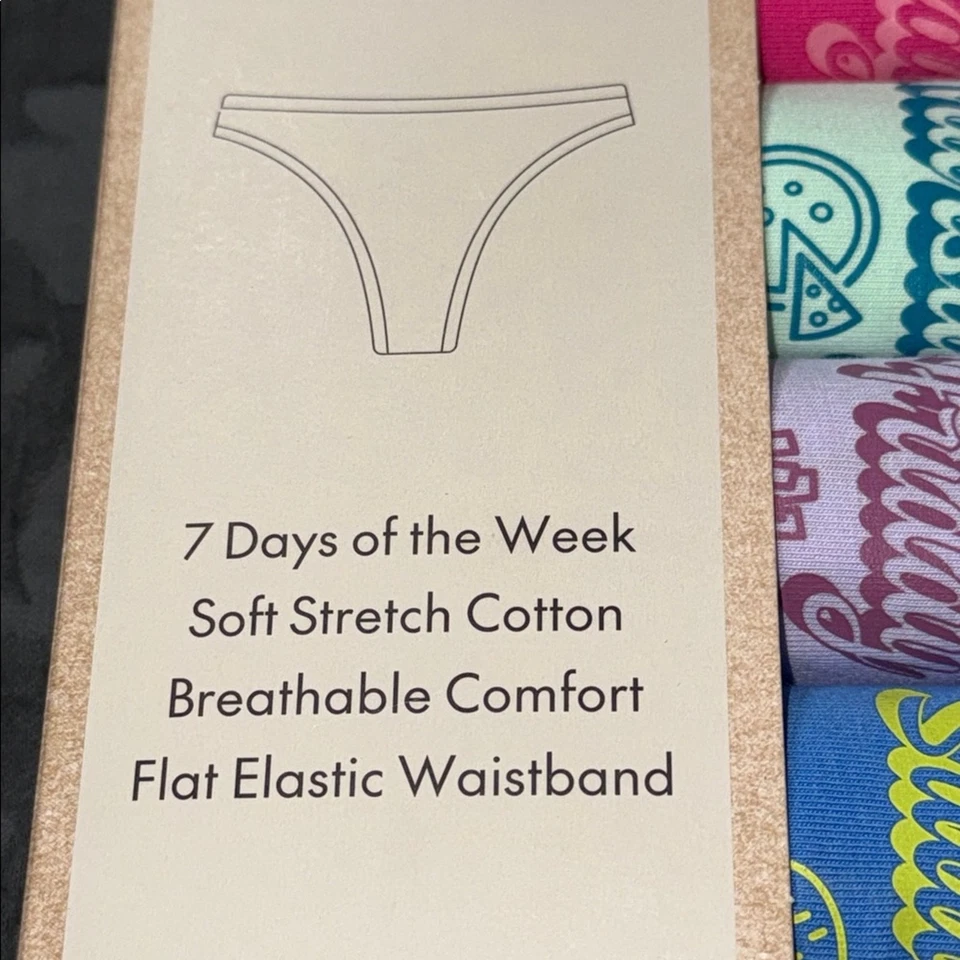 7 Days of the Week
Soft Stretch Cotton
Breathable Comfort
Flat Elastic Waistband